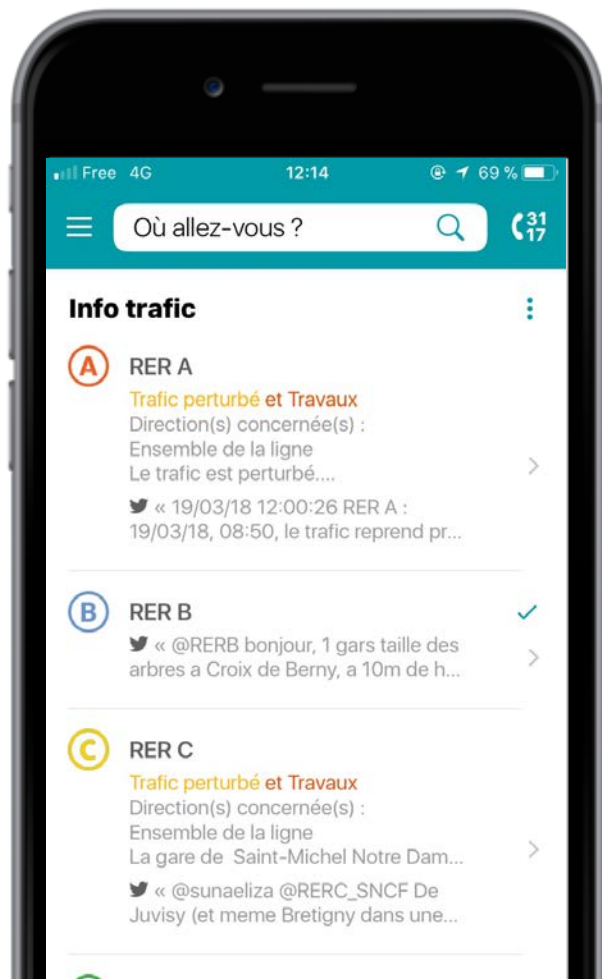 Free 4G 12:14 69 %
Où allez-vous ? 31
17
Info trafic
A RER A
Trafic perturbé et Travaux
Direction(s) concernée(s) :
Ensemble de la ligne
Le trafic est perturbé....
« 19/03/18 12:00:26 RER A :
19/03/18, 08:50, le trafic reprend pr...
B RER B
« @RERB bonjour, 1 gars taille des
arbres a Croix de Berny, a 10m de h...
C RER C
Trafic perturbé et Travaux
Direction(s) concernée(s) :
Ensemble de la ligne
La gare de Saint-Michel Notre Dam...
« @sunaeliza @RERC_SNCF De
Juvisy (et meme Bretigny dans une...